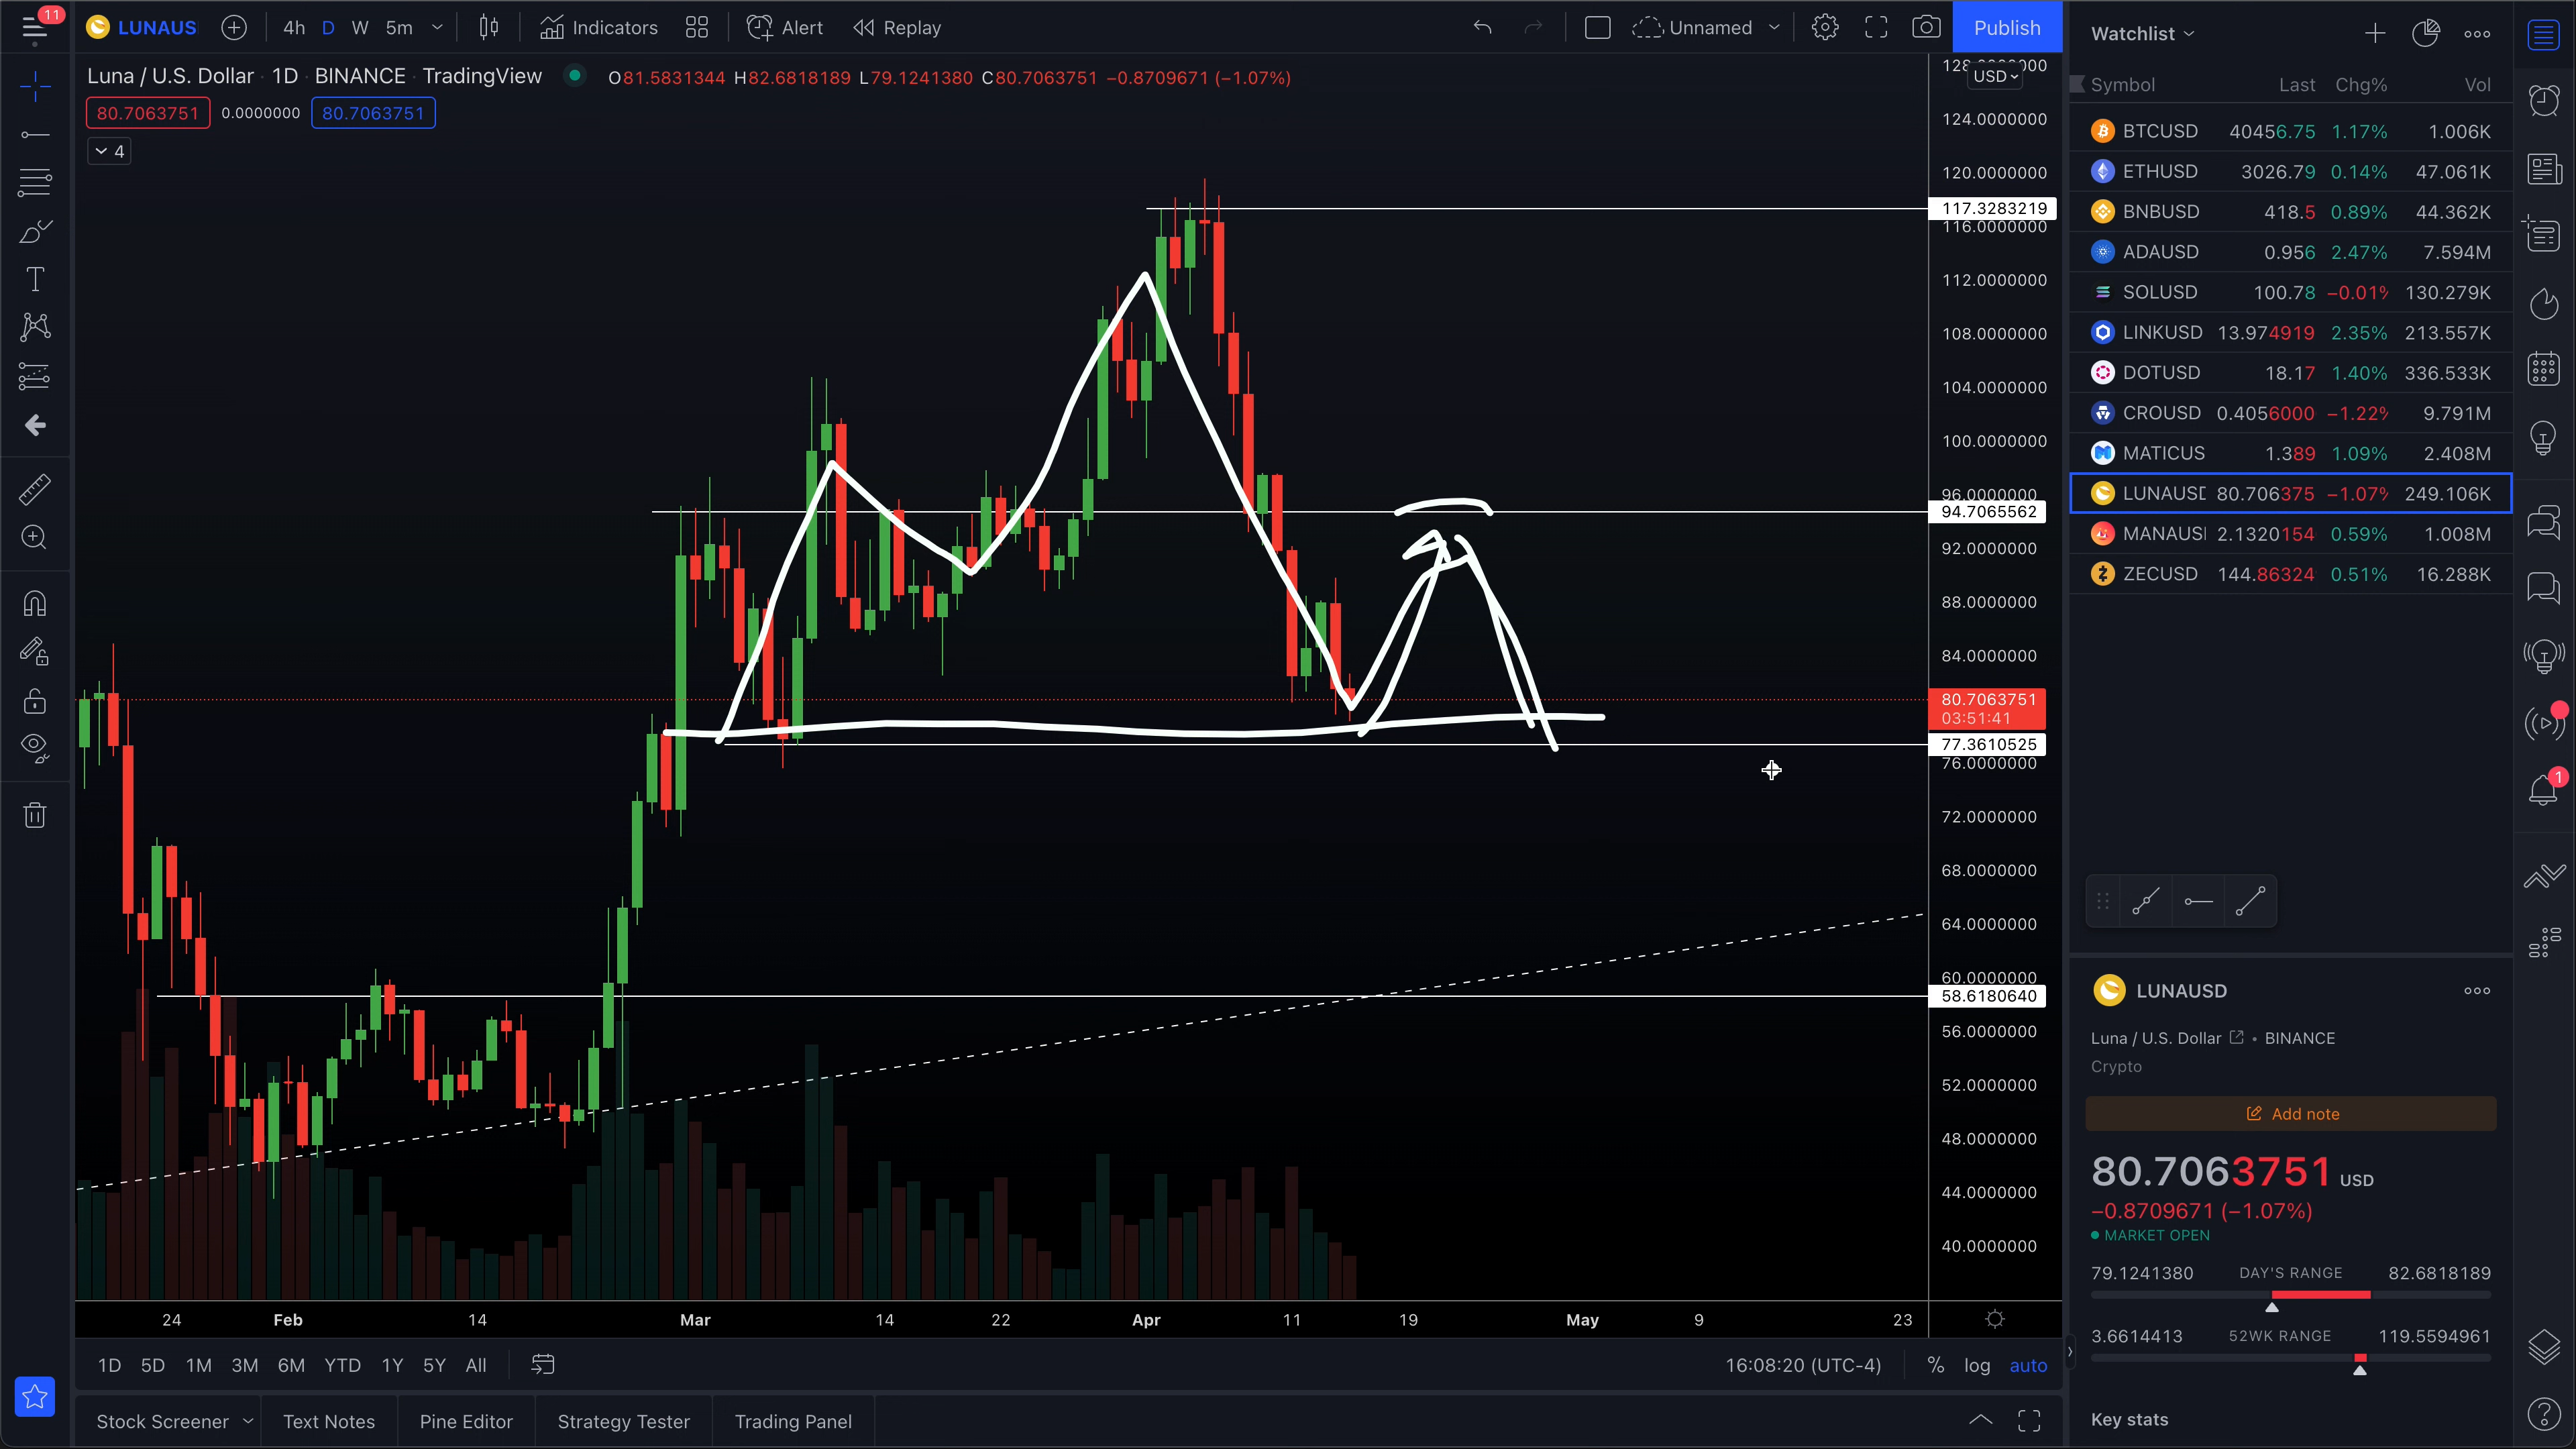 11
LUNAUS
4h D W 5m
Indicators
Alert
Replay
Unnamed
Publish
Luna / U.S. Dollar · 1D · BINANCE · TradingView
O81.5831344 H82.6818189 L79.1241380 C80.7063751 −0.8709671 (−1.07%)
80.7063751 0.0000000 80.7063751
4
USD
124.0000000
120.0000000
117.3283219
116.0000000
112.0000000
108.0000000
104.0000000
100.0000000
96.0000000
94.7065562
92.0000000
88.0000000
84.0000000
80.7063751
03:51:41
77.3610525
76.0000000
72.0000000
68.0000000
64.0000000
60.0000000
58.6180640
56.0000000
52.0000000
48.0000000
44.0000000
40.0000000
24 Feb 14 Mar 14 22 Apr 11 19 May 9 23
1D 5D 1M 3M 6M YTD 1Y 5Y All
16:08:20 (UTC-4) % log auto
Stock Screener Text Notes Pine Editor Strategy Tester Trading Panel
Watchlist
Symbol Last Chg% Vol
BTCUSD 40456.75 1.17% 1.006K
ETHUSD 3026.79 0.14% 47.061K
BNBUSD 418.5 0.89% 44.362K
ADAUSD 0.956 2.47% 7.594M
SOLUSD 100.78 −0.01% 130.279K
LINKUSD 13.974919 2.35% 213.557K
DOTUSD 18.17 1.40% 336.533K
CROUSD 0.4056000 −1.22% 9.791M
MATICUS 1.389 1.09% 2.408M
LUNAUSD 80.706375 −1.07% 249.106K
MANAUSD 2.1320154 0.59% 1.008M
ZECUSD 144.86324 0.51% 16.288K
LUNAUSD
Luna / U.S. Dollar • BINANCE
Crypto
Add note
80.7063751 USD
−0.8709671 (−1.07%)
MARKET OPEN
79.1241380 DAY'S RANGE 82.6818189
3.6614413 52WK RANGE 119.5594961
Key stats
1